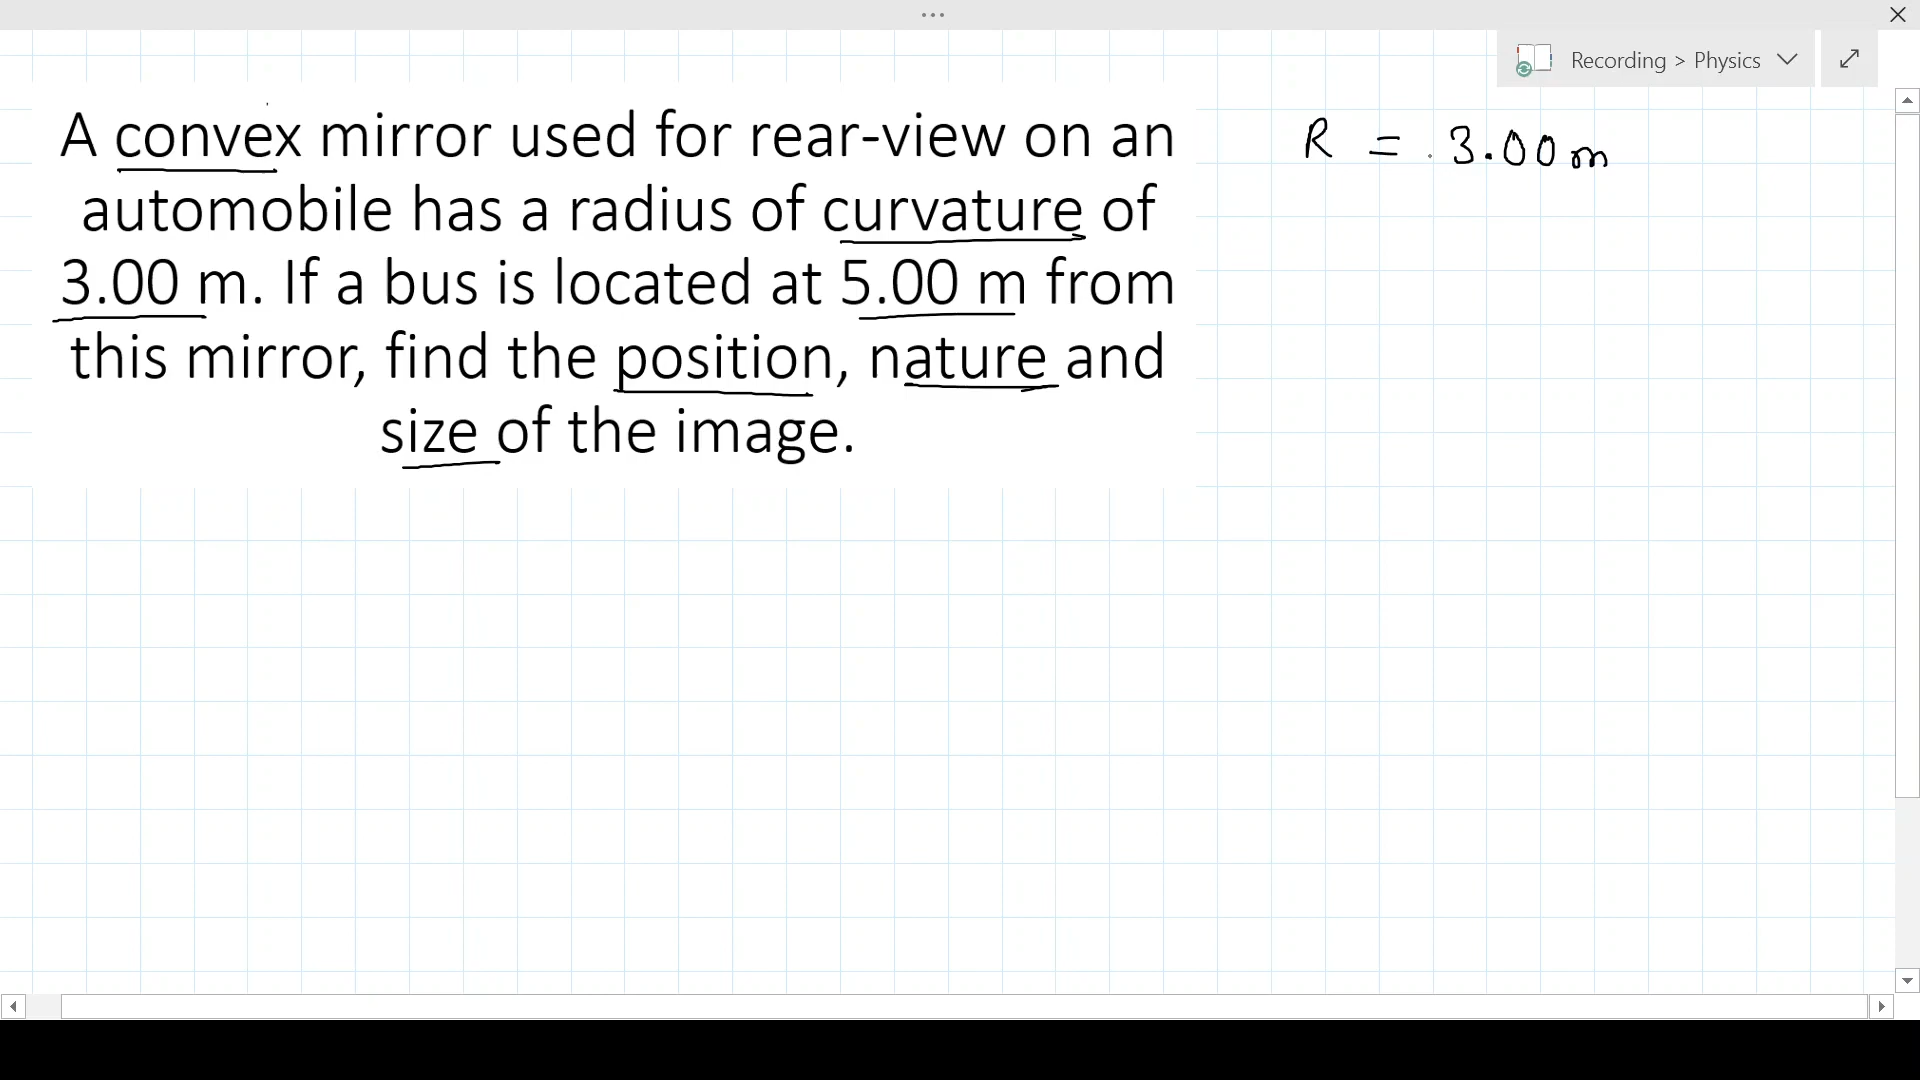 Recording > Physics
A convex mirror used for rear-view on an
automobile has a radius of curvature of
3.00 m. If a bus is located at 5.00 m from
this mirror, find the position, nature and
size of the image.
R = 3.00 m